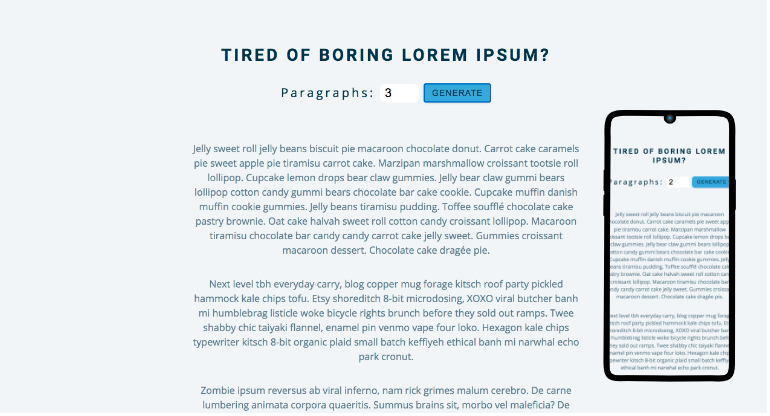 TIRED OF BORING LOREM IPSUM?
Paragraphs: 3 GENERATE
Jelly sweet roll jelly beans biscuit pie macaroon chocolate donut. Carrot cake caramels
pie sweet apple pie tiramisu carrot cake. Marzipan marshmallow croissant tootsie roll
lollipop. Cupcake lemon drops bear claw gummies. Jelly bear claw gummi bears
lollipop cotton candy gummi bears chocolate bar cake cookie. Cupcake muffin danish
muffin cookie gummies. Jelly beans tiramisu pudding. Toffee soufflé chocolate cake
pastry brownie. Oat cake halvah sweet roll cotton candy croissant lollipop. Macaroon
tiramisu chocolate bar candy candy carrot cake jelly sweet. Gummies croissant
macaroon dessert. Chocolate cake dragée pie.
Next level tbh everyday carry, blog copper mug forage kitsch roof party pickled
hammock kale chips tofu. Etsy shoreditch 8-bit microdosing, XOXO viral butcher banh
mi humblebrag listicle woke bicycle rights brunch before they sold out ramps. Twee
shabby chic taiyaki flannel, enamel pin venmo vape four loko. Hexagon kale chips
typewriter kitsch 8-bit organic plaid small batch keffiyeh ethical banh mi narwhal echo
park cronut.
Zombie ipsum reversus ab viral inferno, nam rick grimes malum cerebro. De carne
lumbering animata corpora quaeritis. Summus brains sit, morbo vel maleficia? De
TIRED OF BORING LOREM
IPSUM?
Paragraphs: 2 GENERATE
Jelly sweet roll jelly beans biscuit pie macaroon
chocolate donut. Carrot cake caramels pie sweet app
pie tiramisu carrot cake. Marzipan marshmallow
croissant tootsie roll lollipop. Cupcake lemon drops b
claw gummies. Jelly bear claw gummi bears lollipop
cotton candy gummi bears chocolate bar cake cookie.
Cupcake muffin danish muffin cookie gummies. Jelly
beans tiramisu pudding. Toffee soufflé chocolate cak
pastry brownie. Oat cake halvah sweet roll cotton can
croissant lollipop. Macaroon tiramisu chocolate bar
candy candy carrot cake jelly sweet. Gummies croiss
macaroon dessert. Chocolate cake dragée pie.
Next level tbh everyday carry, blog copper mug forag
kitsch roof party pickled hammock kale chips tofu. Et
shoreditch 8-bit microdosing, XOXO viral butcher ban
mi humblebrag listicle woke bicycle rights brunch bef
they sold out ramps. Twee shabby chic taiyaki flann
enamel pin venmo vape four loko. Hexagon kale chip
typewriter kitsch 8-bit organic plaid small batch keffi
ethical banh mi narwhal echo park cronut.